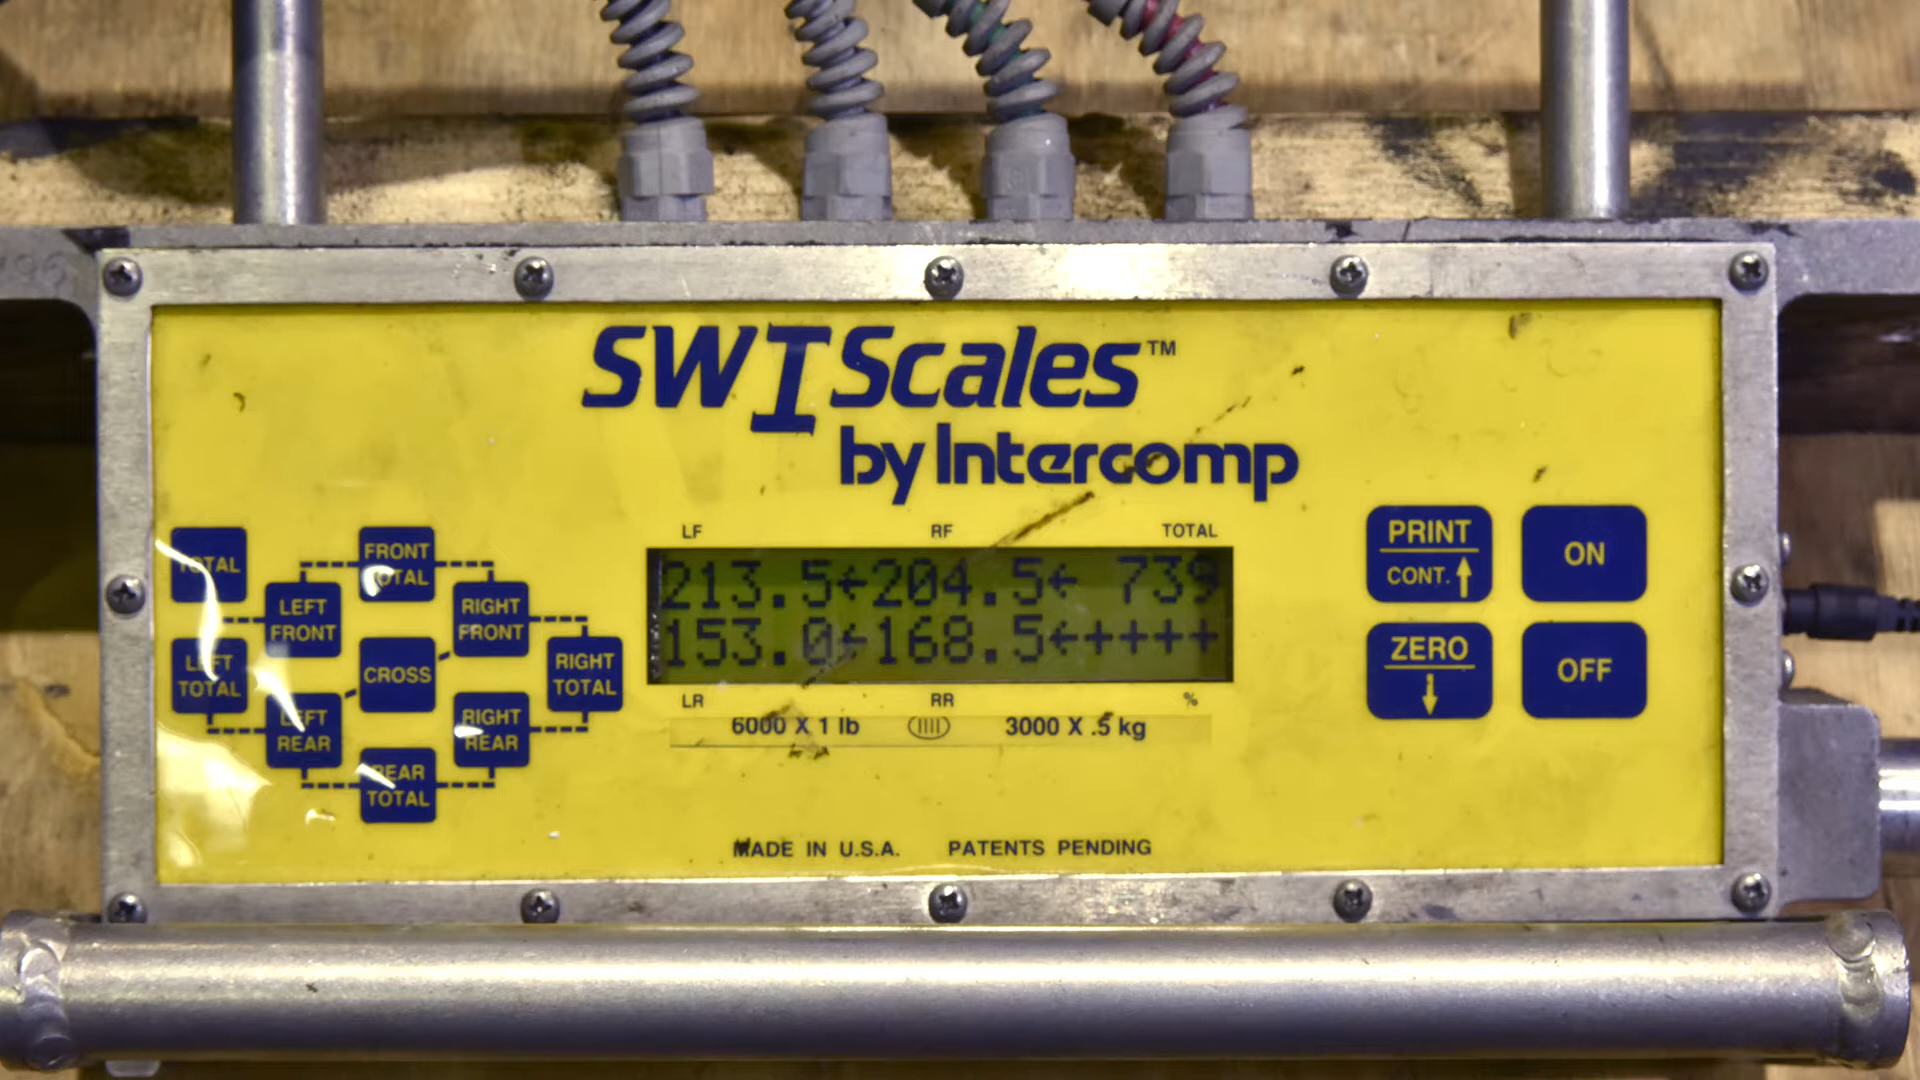 SWIScales™
by Intercomp
LF RF TOTAL
213.5← 204.5← 739
153.0← 168.5←++++
LR RR %
6000 X 1 lb 3000 X .5 kg
TOTAL
FRONT TOTAL
LEFT FRONT
RIGHT FRONT
LEFT TOTAL
CROSS
RIGHT TOTAL
LEFT REAR
RIGHT REAR
REAR TOTAL
PRINT
CONT.↑
ON
ZERO
↓
OFF
MADE IN U.S.A. PATENTS PENDING